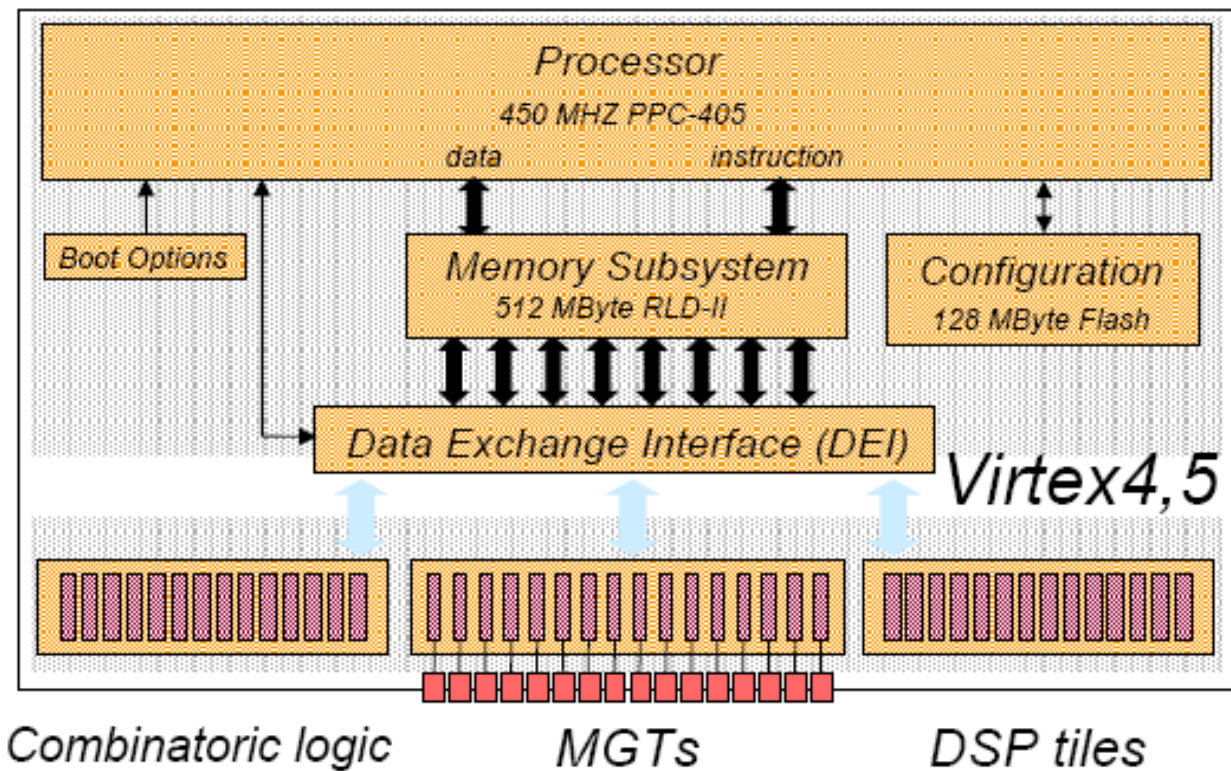 Processor
450 MHZ PPC-405
data instruction
Boot Options
Memory Subsystem
512 MByte RLD-II
Configuration
128 MByte Flash
Data Exchange Interface (DEI)
Virtex4,5
Combinatoric logic MGTs DSP tiles